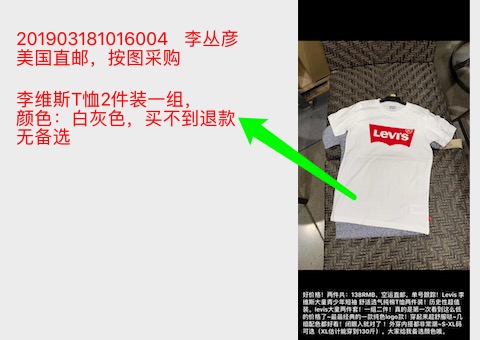 201903181016004 李丛彦
美国直邮，按图采购
李维斯T恤2件装一组，
颜色：白灰色，买不到退款
无备选
Levi's
好价格！两件共：138RMB，空运直邮、单号跟踪！Levis 李
维斯大童青少年短袖 舒适透气纯棉T恤两件装！历史性超值
装，levis大童两件套！一组二件！真的是第一次看到这么低
的价格了~最最经典的一款纯色logo款！穿起来超舒服哒~几
组配色都好看！闭眼入就对了！外穿内搭都非常潮~S-XL码
可选（XL估计能穿到130斤），大家给我备选颜色哦，